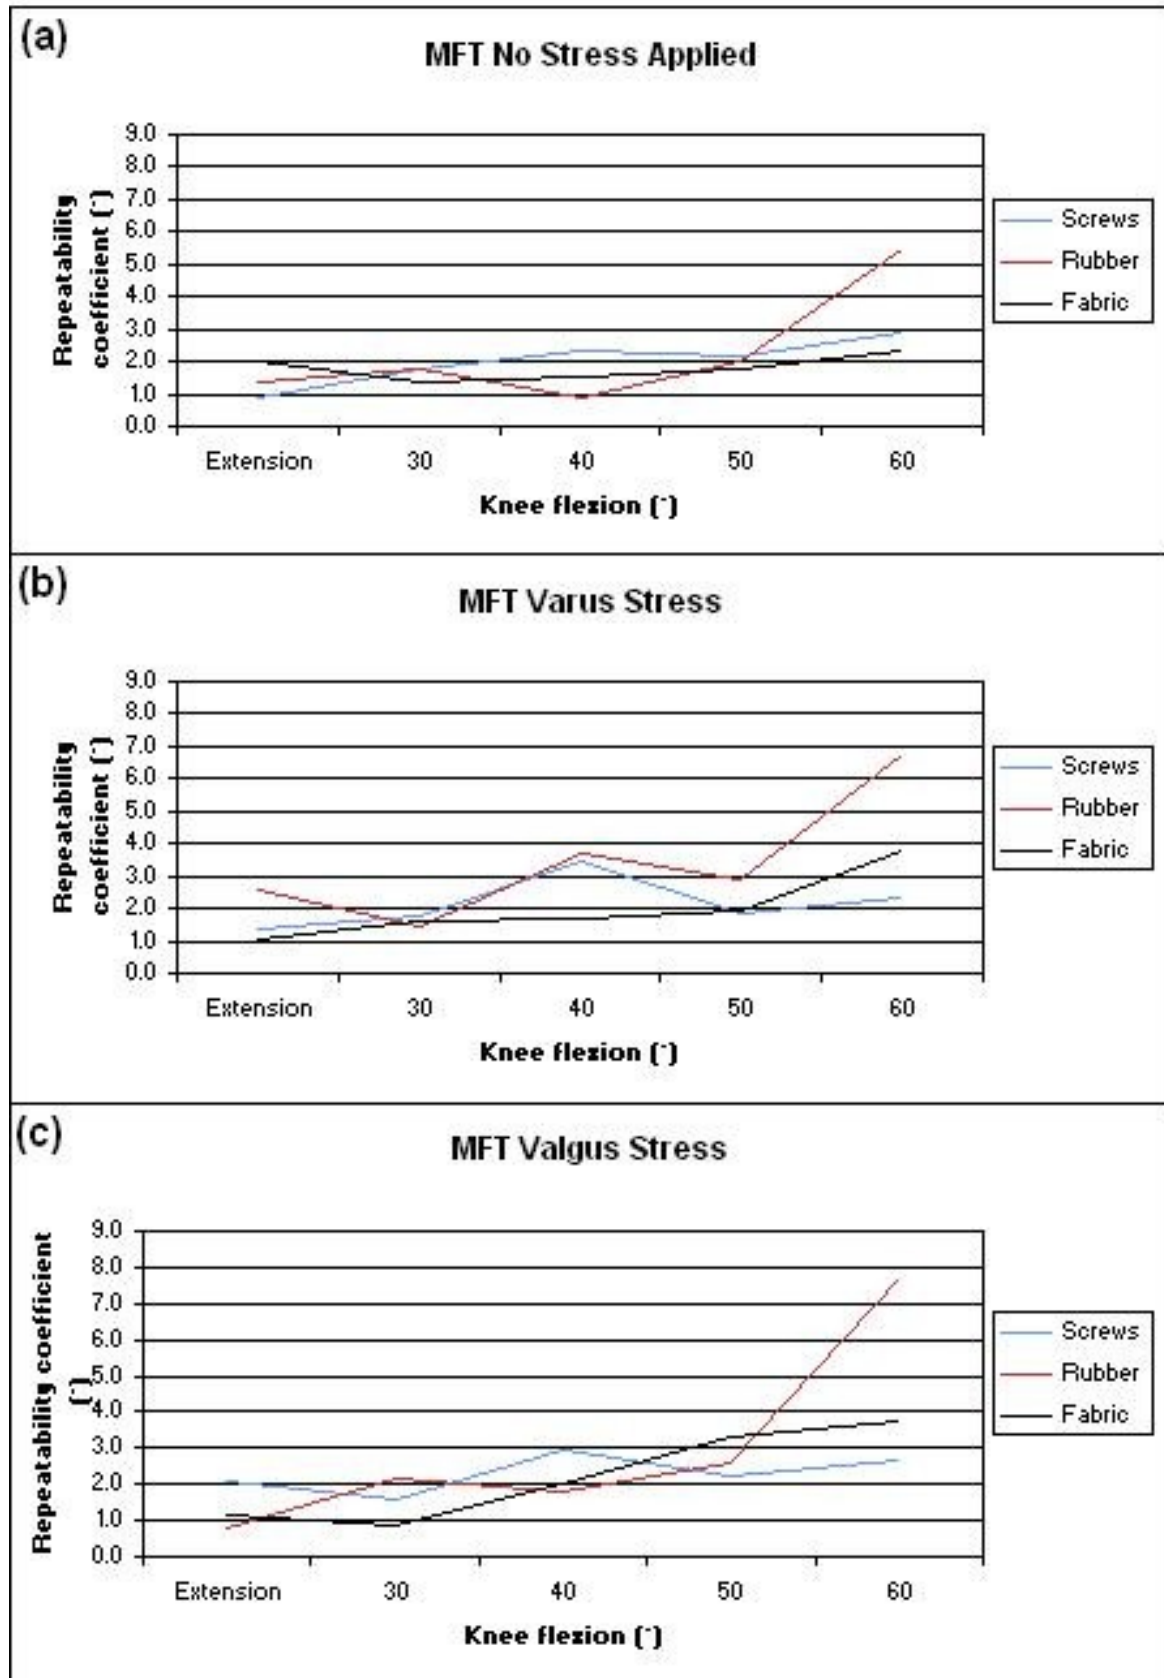 (a)
MFT No Stress Applied
Repeatability
coefficient (°)
9.0
8.0
7.0
6.0
5.0
4.0
3.0
2.0
1.0
0.0
Extension 30 40 50 60
Knee flexion (°)
Screws
Rubber
Fabric
(b)
MFT Varus Stress
Repeatability
coefficient (°)
9.0
8.0
7.0
6.0
5.0
4.0
3.0
2.0
1.0
0.0
Extension 30 40 50 60
Knee flexion (°)
Screws
Rubber
Fabric
(c)
MFT Valgus Stress
Repeatability coefficient
(°)
9.0
8.0
7.0
6.0
5.0
4.0
3.0
2.0
1.0
0.0
Extension 30 40 50 60
Knee flexion (°)
Screws
Rubber
Fabric